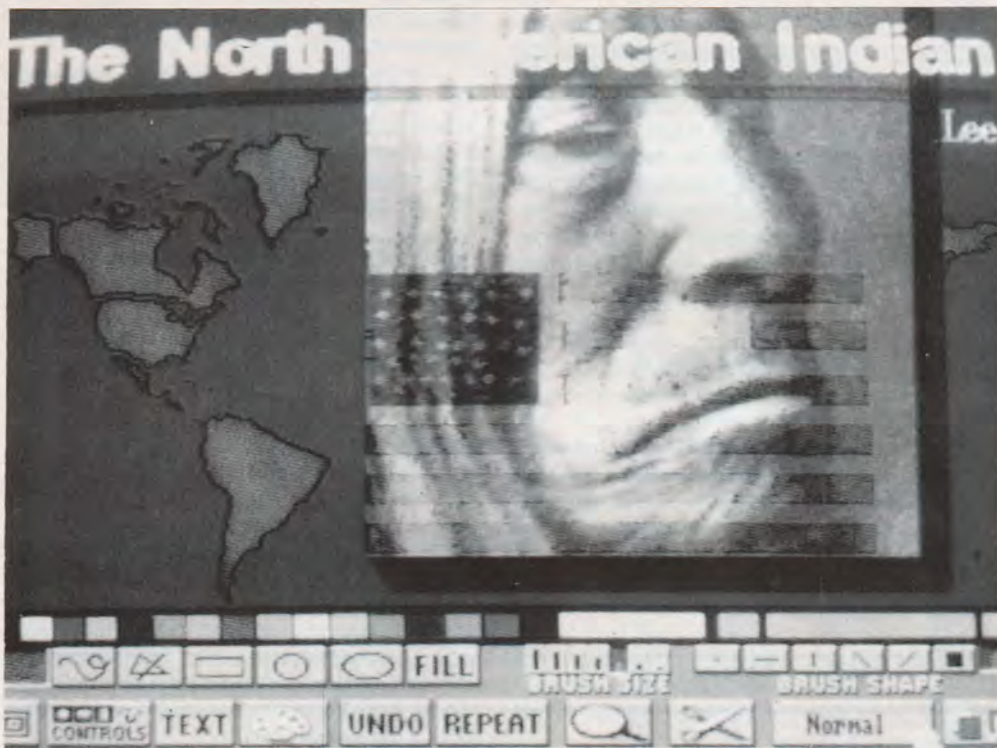 The North erican Indian
Lee
FILL
BRUSH SIZE
BRUSH SHAPE
CONTROLS
TEXT
UNDO
REPEAT
Normal